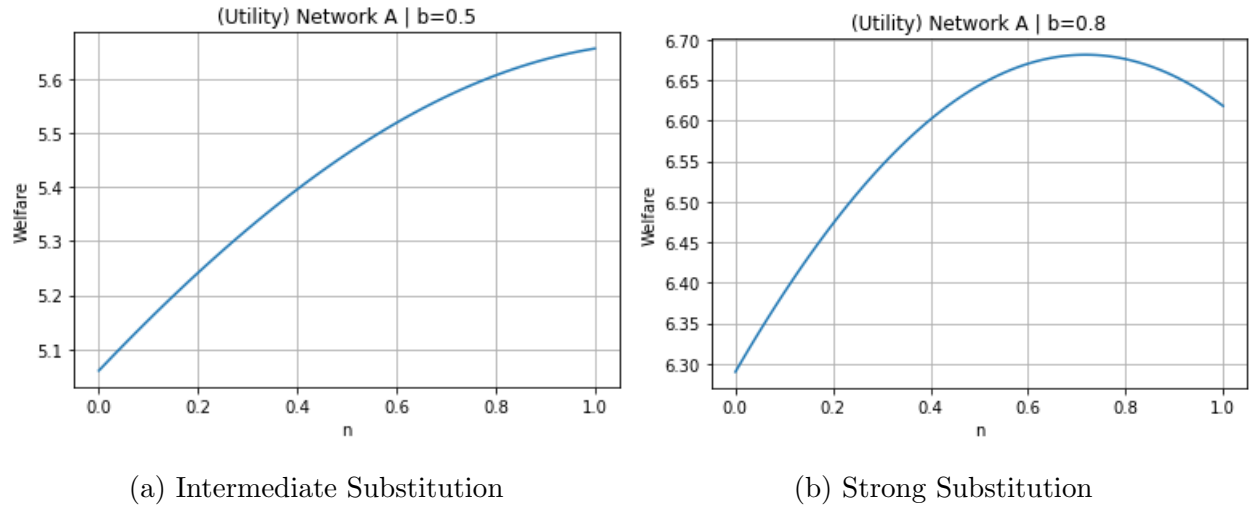 (Utility) Network A | b=0.5
5.6
5.5
5.4
5.3
5.2
5.1
Welfare
0.0 0.2 0.4 0.6 0.8 1.0
n
(a) Intermediate Substitution
(Utility) Network A | b=0.8
6.70
6.65
6.60
6.55
6.50
6.45
6.40
6.35
6.30
Welfare
0.0 0.2 0.4 0.6 0.8 1.0
n
(b) Strong Substitution